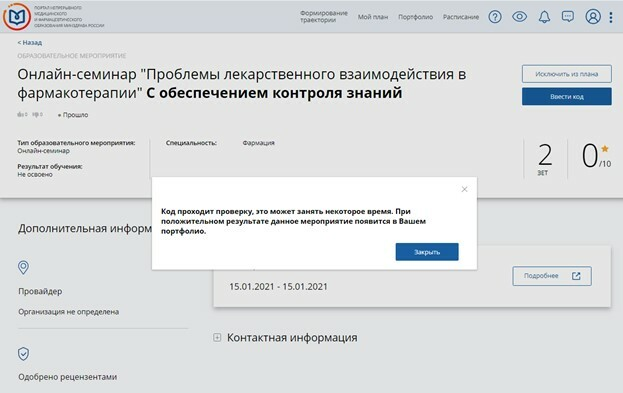 ПОРТАЛ НЕПРЕРЫВНОГО
МЕДИЦИНСКОГО
И ФАРМАЦЕВТИЧЕСКОГО
ОБРАЗОВАНИЯ МИНЗДРАВА РОССИИ
Формирование
траектории
Мой план
Портфолио
Расписание
< Назад
ОБРАЗОВАТЕЛЬНОЕ МЕРОПРИЯТИЕ
Онлайн-семинар "Проблемы лекарственного взаимодействия в
фармакотерапии" С обеспечением контроля знаний
Исключить из плана
Ввести код
0 0 » Прошло
Тип образовательного мероприятия:
Онлайн-семинар
Специальность: Фармация
Результат обучения:
Не освоено
2
ЗЕТ
0/10
Код проходит проверку, это может занять некоторое время. При
положительном результате данное мероприятие появится в Вашем
портфолио.
Закрыть
Дополнительная информ
Провайдер
Организация не определена
15.01.2021 - 15.01.2021
Подробнее
Контактная информация
Одобрено рецензентами